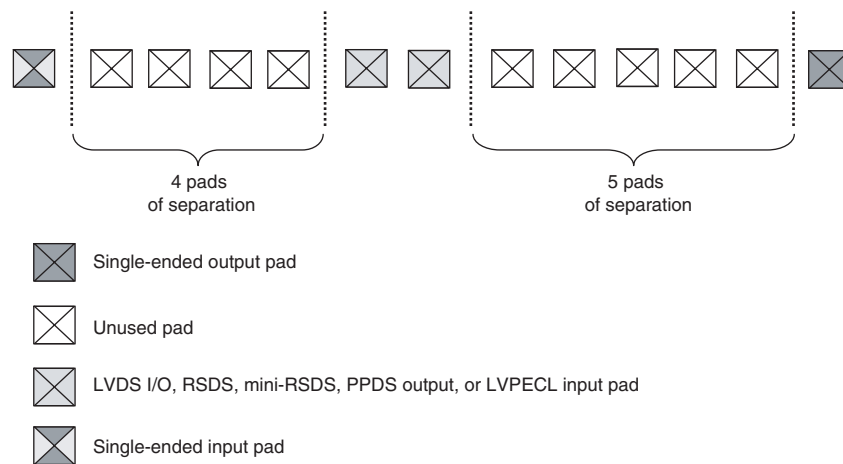 4 pads
of separation
5 pads
of separation
Single-ended output pad
Unused pad
LVDS I/O, RSDS, mini-RSDS, PPDS output, or LVPECL input pad
Single-ended input pad